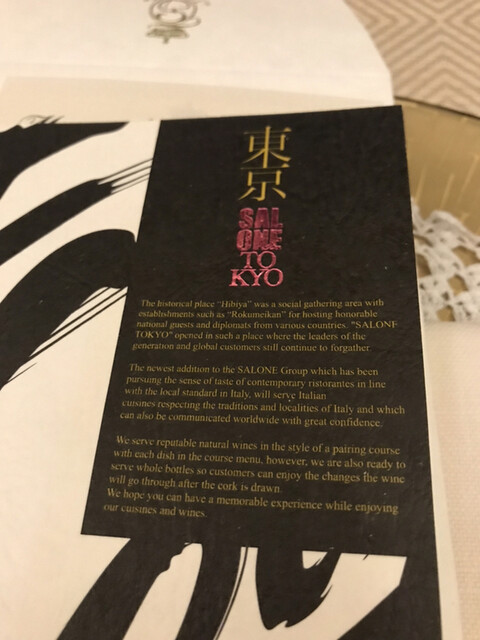 東京
SAL
ONE
TO
KYO
The historical place "Hibiya" was a social gathering area with
establishments such as "Rokumeikan" for hosting honorable
national guests and diplomats from various countries. "SALONE
TOKYO" opened in such a place where the leaders of the
generation and global customers still continue to forgather.
The newest addition to the SALONE Group which has been
pursuing the sense of taste of contemporary ristorantes in line
with the local standard in Italy, will serve Italian
cuisines respecting the traditions and localities of Italy and which
can also be communicated worldwide with great confidence.
We serve reputable natural wines in the style of a pairing course
with each dish in the course menu, however, we are also ready to
serve whole bottles so customers can enjoy the changes the wine
will go through after the cork is drawn.
We hope you can have a memorable experience while enjoying
our cuisines and wines.